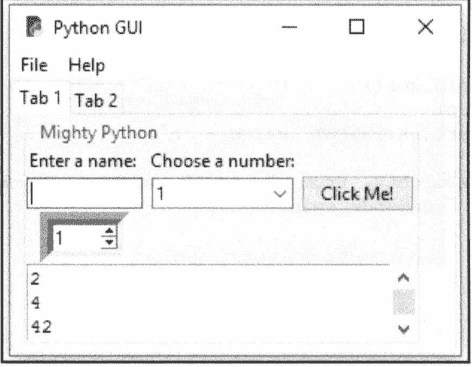 Python GUI
File Help
Tab 1 Tab 2
Mighty Python
Enter a name: Choose a number:
1 Click Me!
1
2
4
42